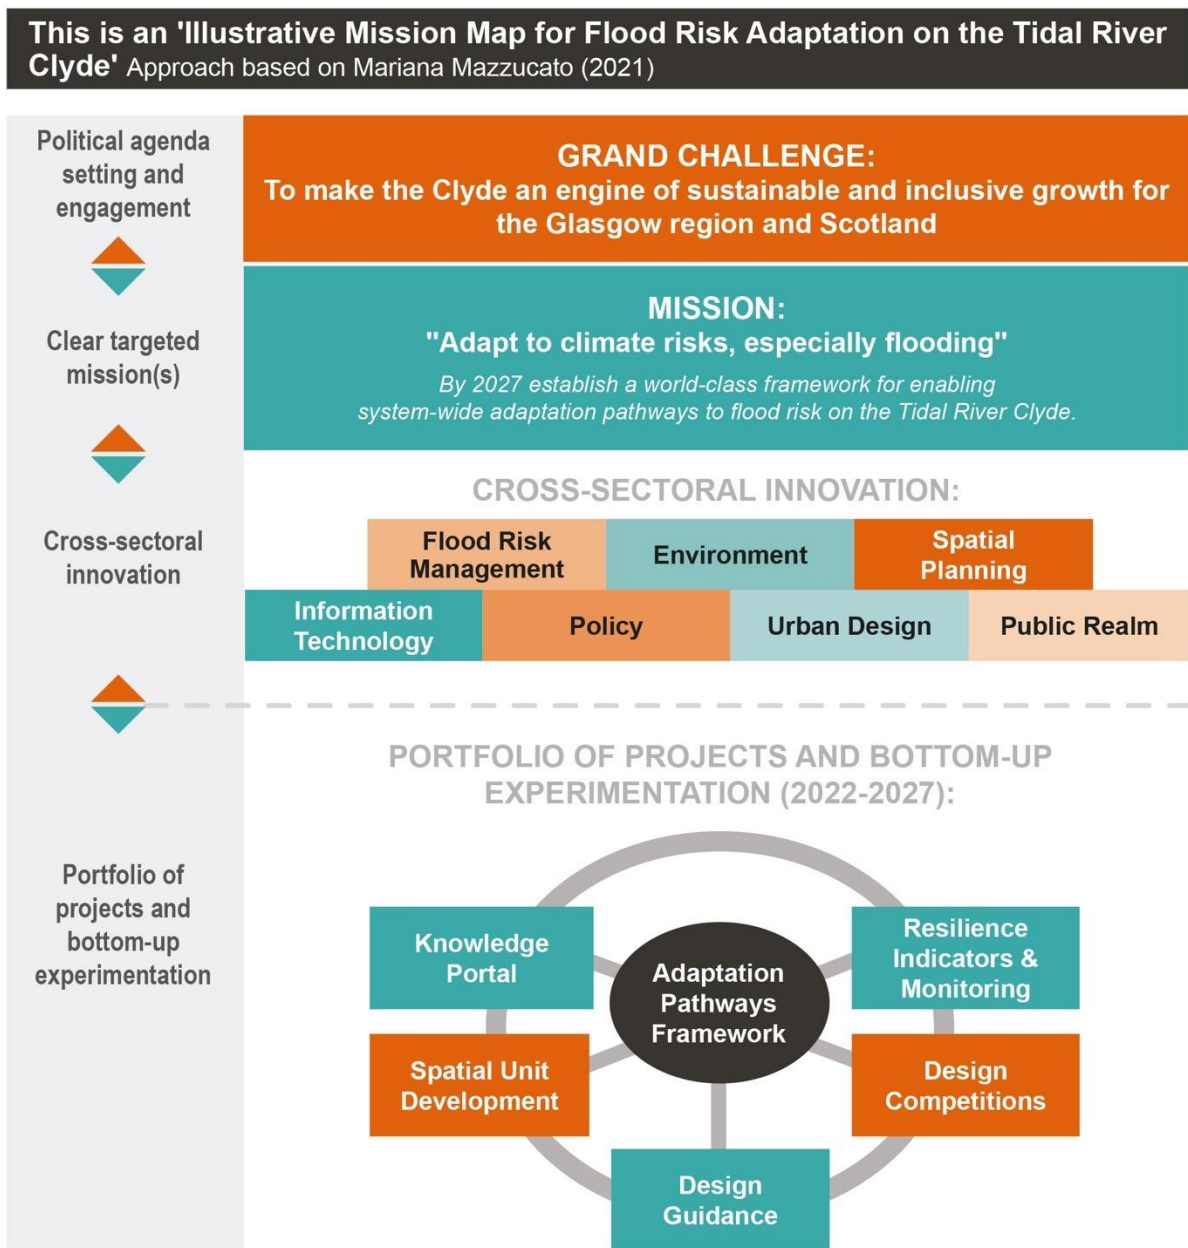 This is an 'Illustrative Mission Map for Flood Risk Adaptation on the Tidal River
Clyde' Approach based on Mariana Mazzucato (2021)
Political agenda
setting and
engagement
GRAND CHALLENGE:
To make the Clyde an engine of sustainable and inclusive growth for
the Glasgow region and Scotland
Clear targeted
mission(s)
MISSION:
"Adapt to climate risks, especially flooding"
By 2027 establish a world-class framework for enabling
system-wide adaptation pathways to flood risk on the Tidal River Clyde.
Cross-sectoral
innovation
CROSS-SECTORAL INNOVATION:
Flood Risk
Management
Environment
Spatial
Planning
Information
Technology
Policy
Urban Design
Public Realm
Portfolio of
projects and
bottom-up
experimentation
PORTFOLIO OF PROJECTS AND BOTTOM-UP
EXPERIMENTATION (2022-2027):
Knowledge
Portal
Adaptation
Pathways
Framework
Resilience
Indicators &
Monitoring
Spatial Unit
Development
Design
Competitions
Design
Guidance